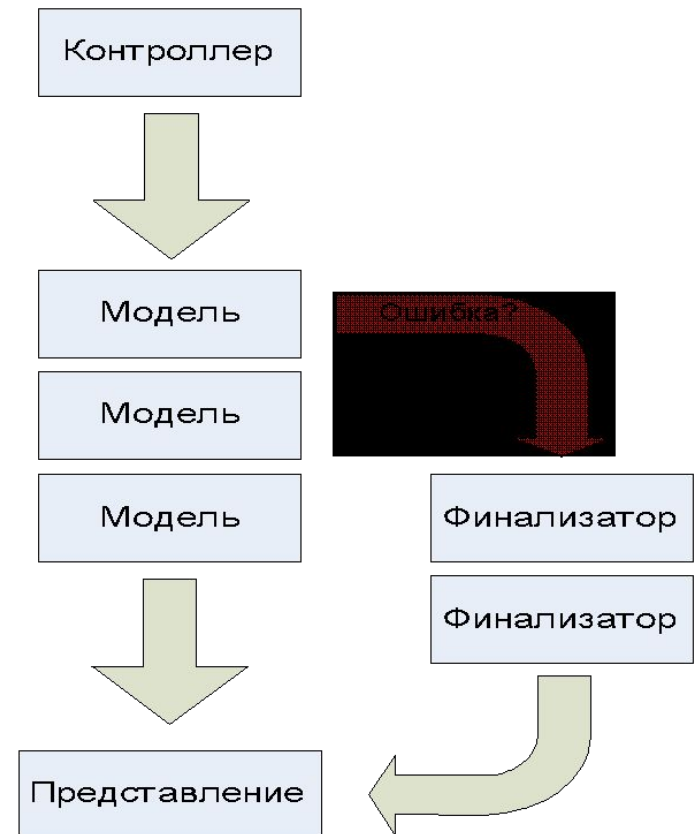 Контроллер
Модель
Ошибка?
Модель
Модель
Финализатор
Финализатор
Представление